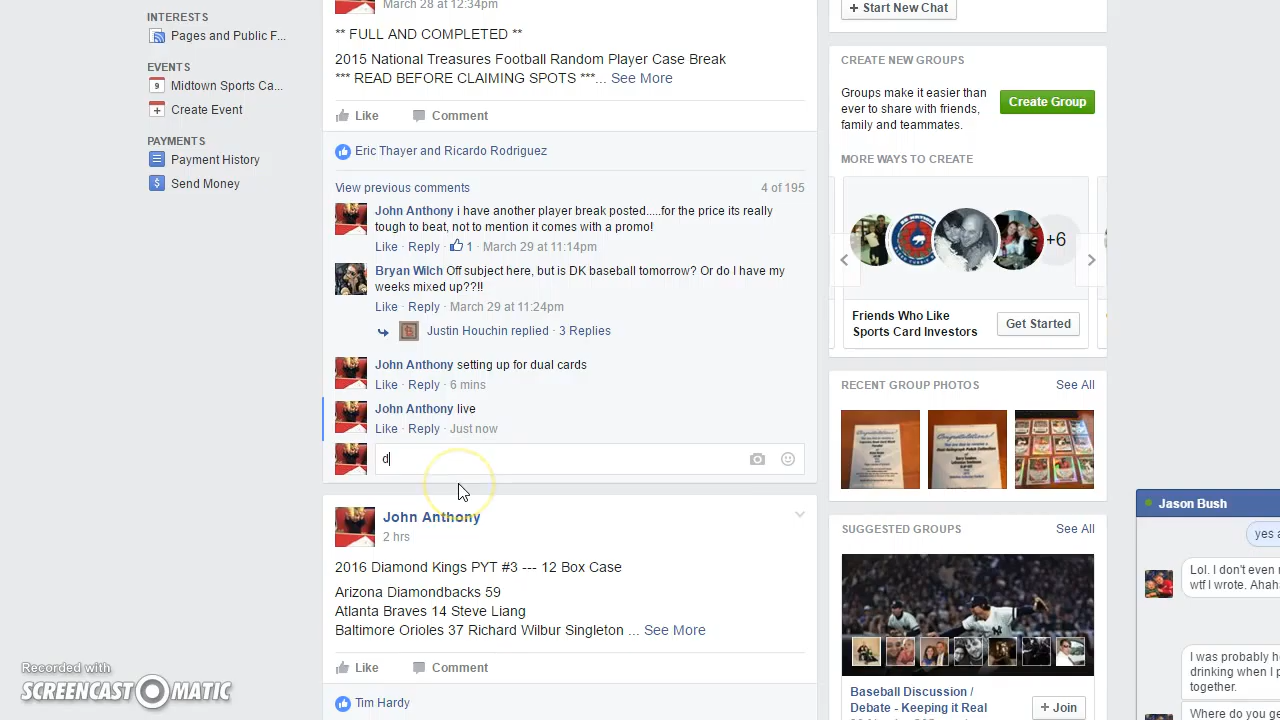 INTERESTS
Pages and Public F...
EVENTS
9 Midtown Sports Ca...
Create Event
PAYMENTS
Payment History
$ Send Money
March 28 at 12:34pm
** FULL AND COMPLETED **
2015 National Treasures Football Random Player Case Break
*** READ BEFORE CLAIMING SPOTS ***... See More
Like Comment
Eric Thayer and Ricardo Rodriguez
View previous comments 4 of 195
John Anthony i have another player break posted.....for the price its really
tough to beat, not to mention it comes with a promo!
Like · Reply · 1 · March 29 at 11:14pm
Bryan Wilch Off subject here, but is DK baseball tomorrow? Or do I have my
weeks mixed up??!!
Like · Reply · March 29 at 11:24pm
Justin Houchin replied · 3 Replies
John Anthony setting up for dual cards
Like · Reply · 6 mins
John Anthony live
Like · Reply · Just now
d
John Anthony
2 hrs
2016 Diamond Kings PYT #3 --- 12 Box Case
Arizona Diamondbacks 59
Atlanta Braves 14 Steve Liang
Baltimore Orioles 37 Richard Wilbur Singleton ... See More
Like Comment
Tim Hardy
+ Start New Chat
CREATE NEW GROUPS
Groups make it easier than
ever to share with friends,
family and teammates.
Create Group
MORE WAYS TO CREATE
+6
Friends Who Like
Sports Card Investors
Get Started
RECENT GROUP PHOTOS See All
Congratulations!
Congratulations!
SUGGESTED GROUPS See All
Baseball Discussion /
Debate - Keeping it Real
+ Join
Jason Bush
yes a
Lol. I don't even r
wtf I wrote. Ahah
I was probably h
drinking when I p
together.
Where do you ge
Recorded with
SCREENCAST-O-MATIC